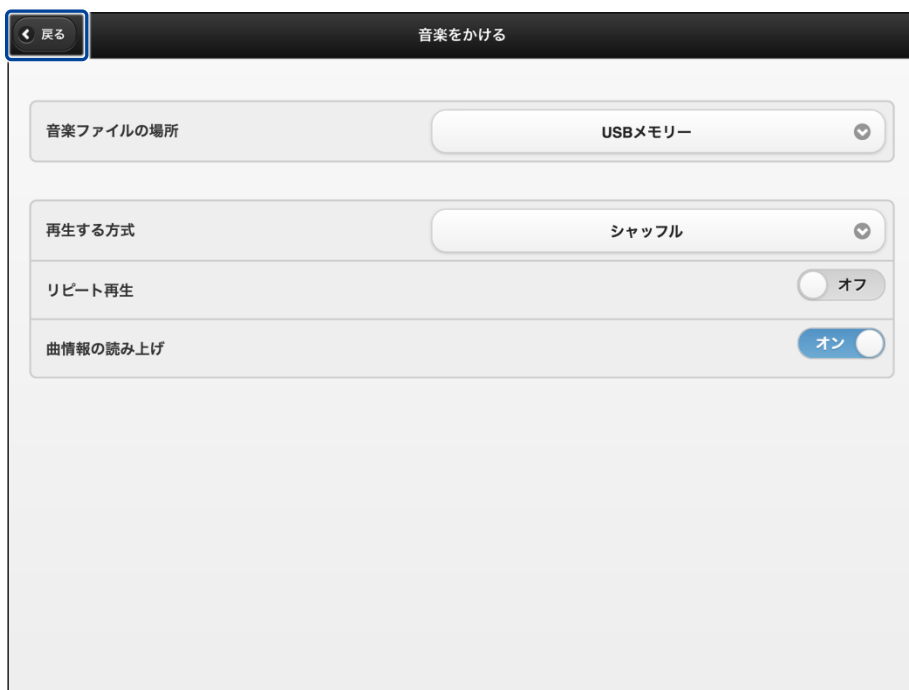 戻る
音楽をかける
音楽ファイルの場所
USBメモリー
再生する方式
シャッフル
リピート再生
オフ
曲情報の読み上げ
オン